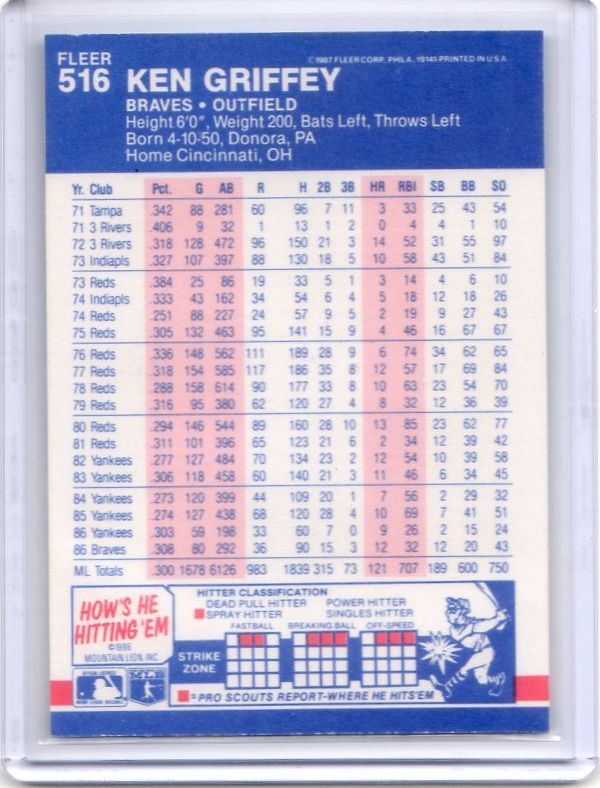 FLEER
516 KEN GRIFFEY
© 1987 FLEER CORP., PHILA. 19141-PRINTED IN U.S.A.
BRAVES • OUTFIELD
Height 6'0", Weight 200, Bats Left, Throws Left
Born 4-10-50, Donora, PA
Home Cincinnati, OH
Yr. Club Pct. G AB R H 2B 3B HR RBI SB BB SO
71 Tampa .342 88 281 60 96 7 11 3 33 25 43 54
71 3 Rivers .406 9 32 1 13 1 2 0 4 4 1 10
72 3 Rivers .318 128 472 96 150 21 3 14 52 31 55 97
73 Indiapls .327 107 397 88 130 18 5 10 58 43 51 84
73 Reds .384 25 86 19 33 5 1 3 14 4 6 10
74 Indiapls .333 43 162 34 54 6 4 5 18 12 18 26
74 Reds .251 88 227 24 57 9 5 2 19 9 27 43
75 Reds .305 132 463 95 141 15 9 4 46 16 67 67
76 Reds .336 148 562 111 189 28 9 6 74 34 62 65
77 Reds .318 154 585 117 186 35 8 12 57 17 69 84
78 Reds .288 158 614 90 177 33 8 10 63 23 54 70
79 Reds .316 95 380 62 120 27 4 8 32 12 36 39
80 Reds .294 146 544 89 160 28 10 13 85 23 62 77
81 Reds .311 101 396 65 123 21 6 2 34 12 39 42
82 Yankees .277 127 484 70 134 23 2 12 54 10 39 58
83 Yankees .306 118 458 60 140 21 3 11 46 6 34 45
84 Yankees .273 120 399 44 109 20 1 7 56 2 29 32
85 Yankees .274 127 438 68 120 28 4 10 69 7 41 51
86 Yankees .303 59 198 33 60 7 0 9 26 2 15 24
86 Braves .308 80 292 36 90 15 3 12 32 12 20 43
ML Totals .300 1678 6126 983 1839 315 73 121 707 189 600 750
HOW'S HE
HITTING 'EM
©1986
MOUNTAIN LION INC
HITTER CLASSIFICATION
DEAD PULL HITTER POWER HITTER
SPRAY HITTER SINGLES HITTER
FASTBALL BREAKING BALL OFF-SPEED
STRIKE
ZONE
=PRO SCOUTS REPORT-WHERE HE HITS 'EM